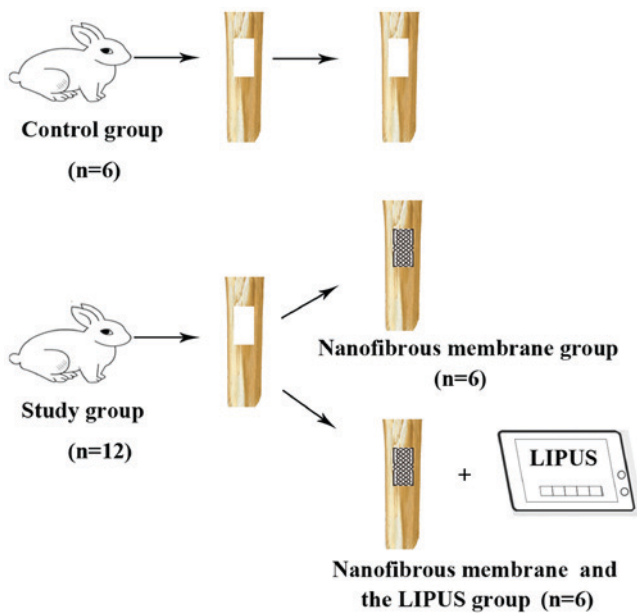 Control group
(n=6)
Nanofibrous membrane group
(n=6)
Study group
(n=12)
LIPUS
+
Nanofibrous membrane and
the LIPUS group (n=6)